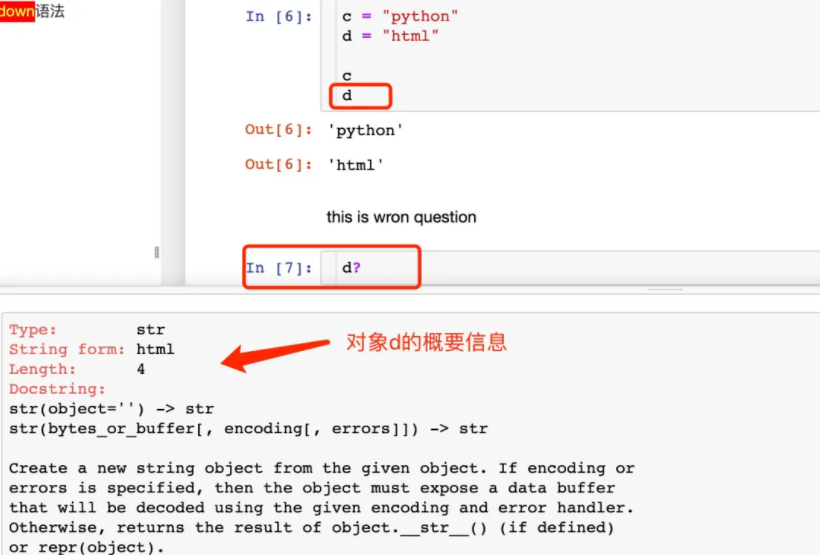 down语法
In [6]: c = "python"
d = "html"
c
d
Out[6]: 'python'
Out[6]: 'html'
this is wron question
In [7]: d?
Type: str
String form: html
Length: 4
Docstring:
str(object='') -> str
str(bytes_or_buffer[, encoding[, errors]]) -> str
对象d的概要信息
Create a new string object from the given object. If encoding or
errors is specified, then the object must expose a data buffer
that will be decoded using the given encoding and error handler.
Otherwise, returns the result of object.__str__() (if defined)
or repr(object).